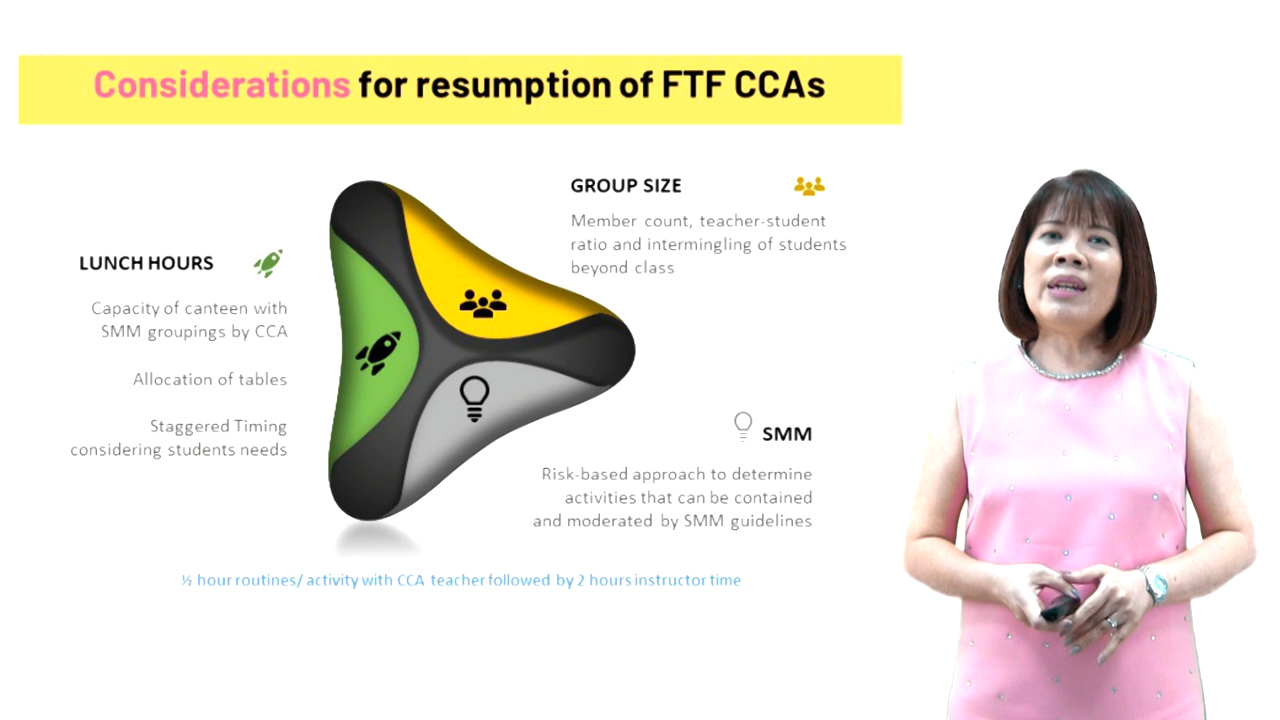 Considerations for resumption of FTF CCAs
GROUP SIZE
Member count, teacher-student
ratio and intermingling of students
beyond class
LUNCH HOURS
Capacity of canteen with
SMM groupings by CCA
Allocation of tables
Staggered Timing
considering students needs
SMM
Risk-based approach to determine
activities that can be contained
and moderated by SMM guidelines
½ hour routines/ activity with CCA teacher followed by 2 hours instructor time